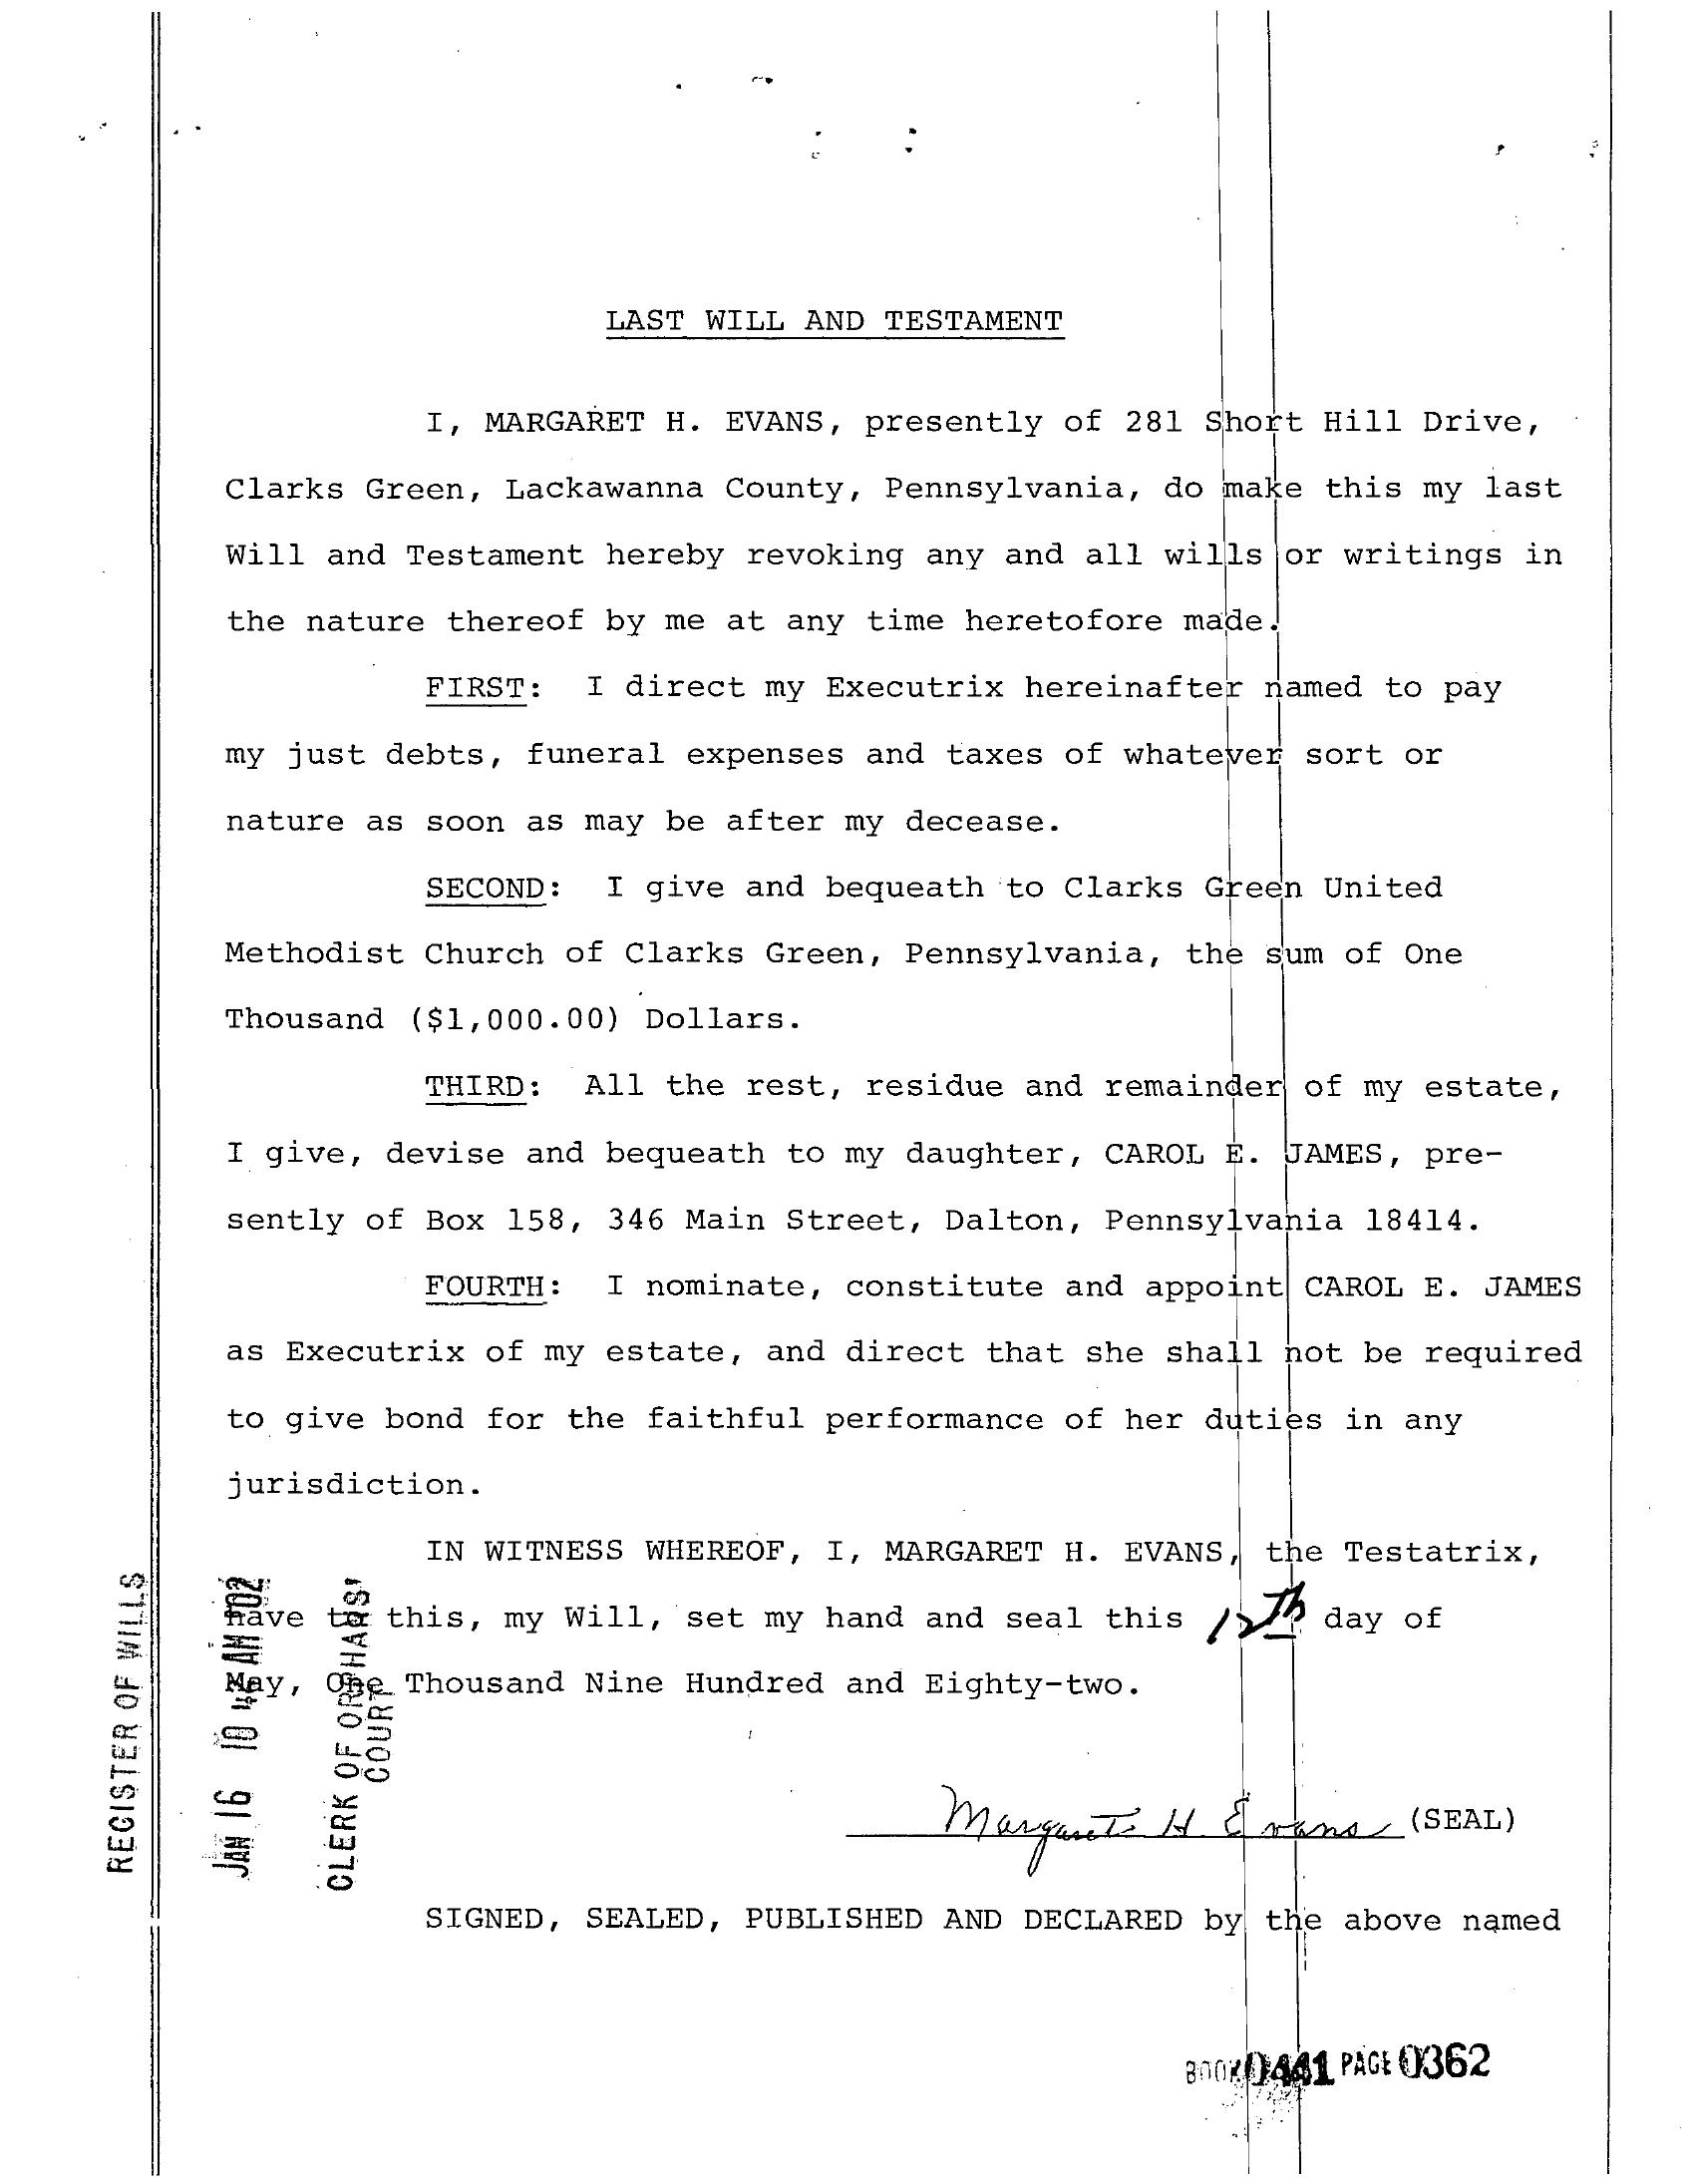 LAST WILL AND TESTAMENT
I, MARGARET H. EVANS, presently of 281 Short Hill Drive,
Clarks Green, Lackawanna County, Pennsylvania, do make this my last
Will and Testament hereby revoking any and all wills or writings in
the nature thereof by me at any time heretofore made.
FIRST: I direct my Executrix hereinafter named to pay
my just debts, funeral expenses and taxes of whatever sort or
nature as soon as may be after my decease.
SECOND: I give and bequeath to Clarks Green United
Methodist Church of Clarks Green, Pennsylvania, the sum of One
Thousand ($1,000.00) Dollars.
THIRD: All the rest, residue and remainder of my estate,
I give, devise and bequeath to my daughter, CAROL E. JAMES, pre-
sently of Box 158, 346 Main Street, Dalton, Pennsylvania 18414.
FOURTH: I nominate, constitute and appoint CAROL E. JAMES
as Executrix of my estate, and direct that she shall not be required
to give bond for the faithful performance of her duties in any
jurisdiction.
IN WITNESS WHEREOF, I, MARGARET H. EVANS, the Testatrix,
have to this, my Will, set my hand and seal this 12th day of
May, One Thousand Nine Hundred and Eighty-two.
Margaret H Evans (SEAL)
SIGNED, SEALED, PUBLISHED AND DECLARED by the above named
REGISTER OF WILLS
JAN 16 10 AM '02
CLERK OF ORPHANS'
COURT
BOOK 0441 PAGE 0362